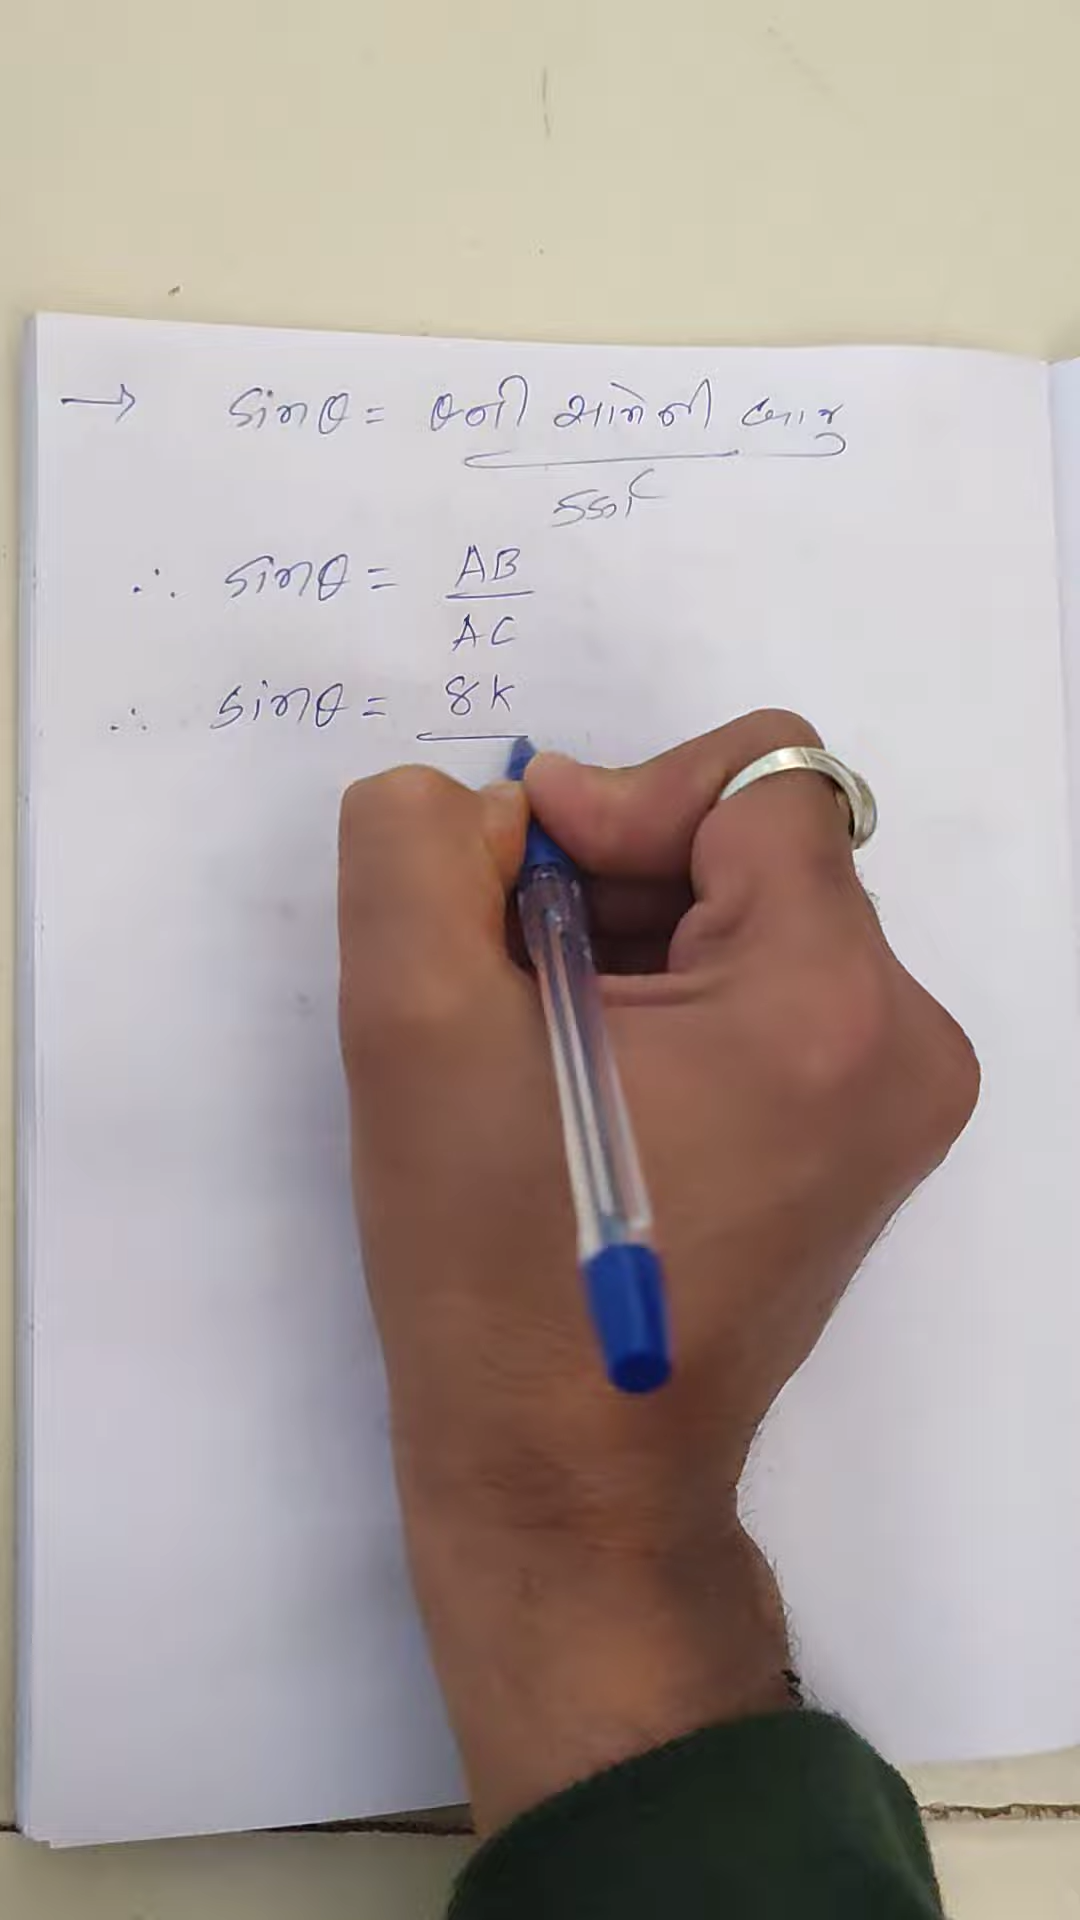 → sinθ = θની સામેની બાજુ
કર્ણ
∴ sinθ = AB
AC
∴ sinθ = 8K